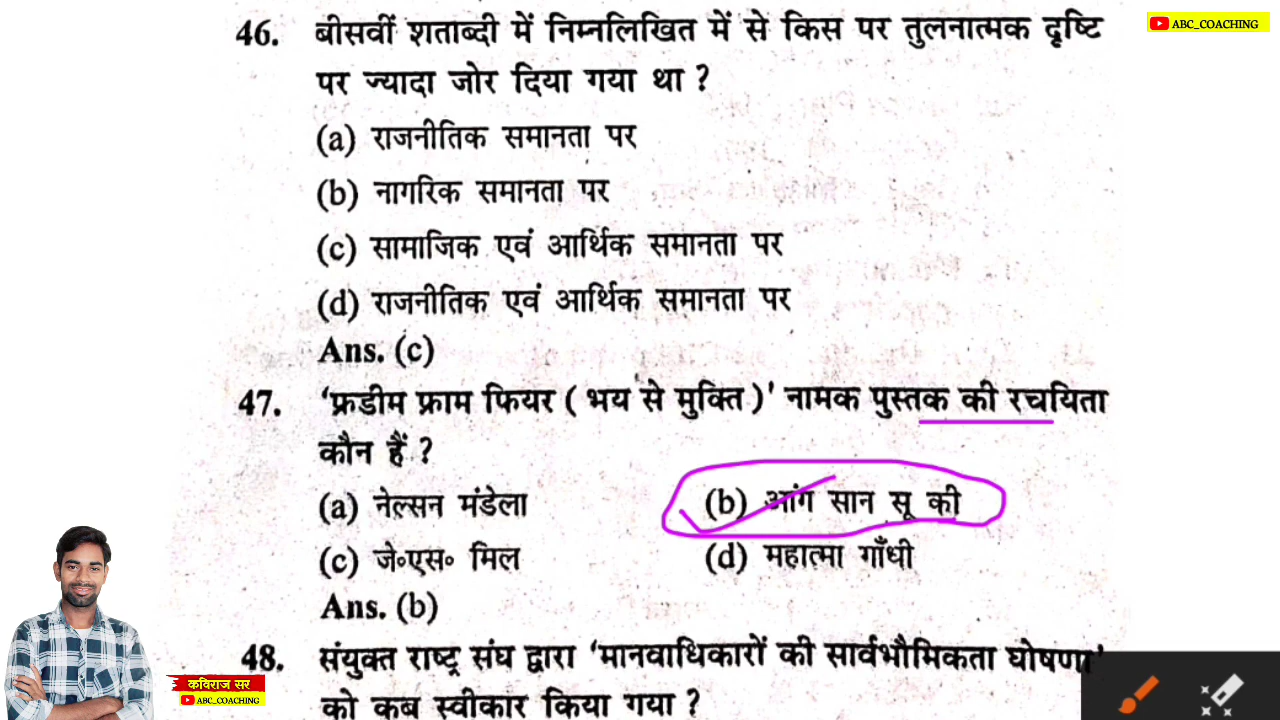 ABC_COACHING
46. बीसवीं शताब्दी में निम्नलिखित में से किस पर तुलनात्मक दृष्टि
पर ज्यादा जोर दिया गया था ?
(a) राजनीतिक समानता पर
(b) नागरिक समानता पर
(c) सामाजिक एवं आर्थिक समानता पर
(d) राजनीतिक एवं आर्थिक समानता पर
Ans. (c)
47. 'फ्रडीम फ्राम फियर ( भय से मुक्ति )' नामक पुस्तक की रचयिता
कौन हैं ?
(a) नेल्सन मंडेला (b) आंग सान सू की
(c) जे॰एस॰ मिल (d) महात्मा गाँधी
Ans. (b)
48. संयुक्त राष्ट्र संघ द्वारा 'मानवाधिकारों की सार्वभौमिकता घोषणा'
को कब स्वीकार किया गया ?
कविराज सर
ABC_COACHING